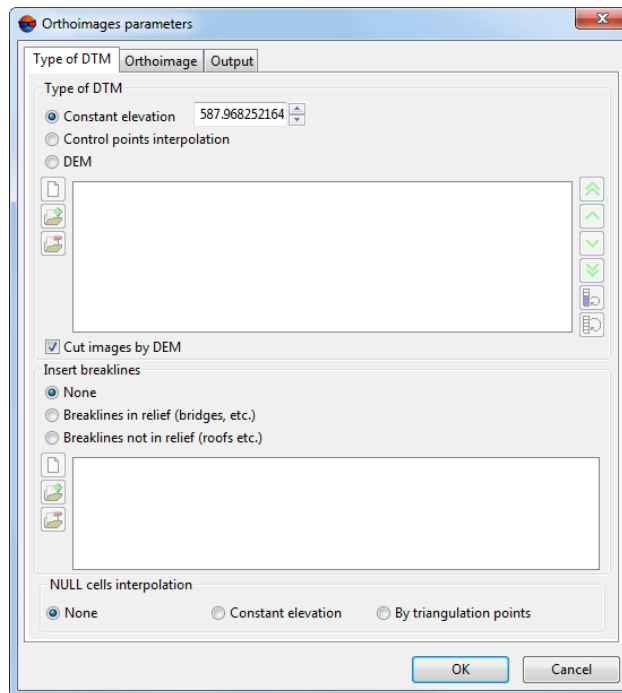 Orthoimages parameters
Type of DTM
Orthoimage
Output
Type of DTM
Constant elevation
587.968252164
Control points interpolation
DEM
Cut images by DEM
Insert breaklines
None
Breaklines in relief (bridges, etc.)
Breaklines not in relief (roofs etc.)
NULL cells interpolation
None
Constant elevation
By triangulation points
OK
Cancel